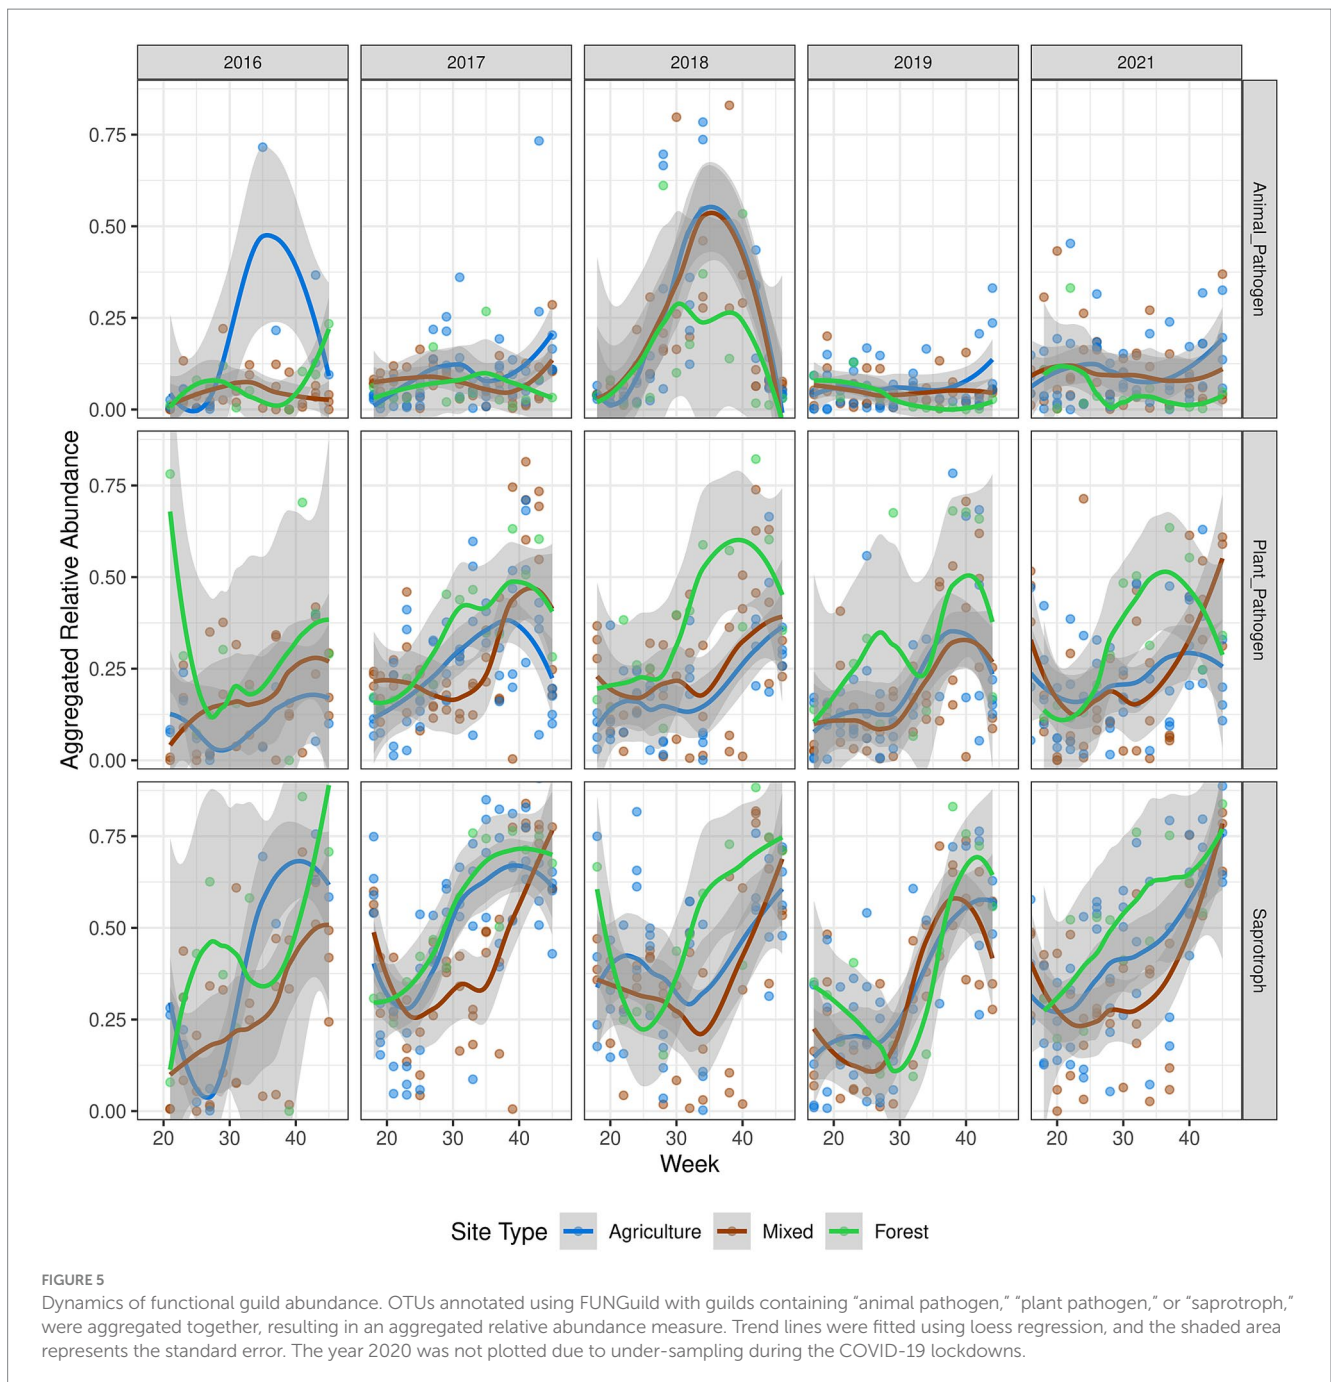 2016 2017 2018 2019 2021
0.75
0.50
0.25
0.00
Animal_Pathogen
0.75
0.50
0.25
0.00
Plant_Pathogen
0.75
0.50
0.25
0.00
Saprotroph
Aggregated Relative Abundance
20 30 40 20 30 40 20 30 40 20 30 40 20 30 40
Week
Site Type Agriculture Mixed Forest
FIGURE 5
Dynamics of functional guild abundance. OTUs annotated using FUNGuild with guilds containing “animal pathogen,” “plant pathogen,” or “saprotroph,”
were aggregated together, resulting in an aggregated relative abundance measure. Trend lines were fitted using loess regression, and the shaded area
represents the standard error. The year 2020 was not plotted due to under-sampling during the COVID-19 lockdowns.